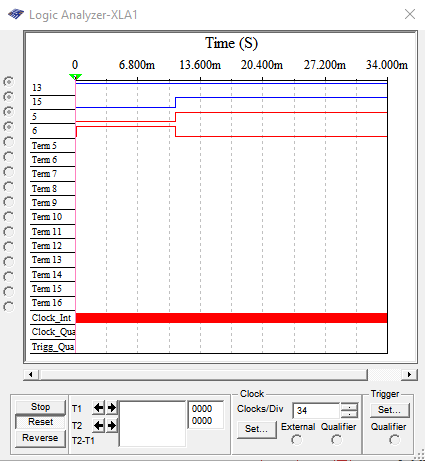 Logic Analyzer-XLA1
Time (S)
0 6.800m 13.600m 20.400m 27.200m 34.000m
13
15
5
6
Term 5
Term 6
Term 7
Term 8
Term 9
Term 10
Term 11
Term 12
Term 13
Term 14
Term 15
Term 16
Clock_Int
Clock_Qua
Trigg_Qua
Stop
Reset
Reverse
T1
T2
T2-T1
0000
0000
Clock
Clocks/Div 34
Set... External Qualifier
Trigger
Set...
Qualifier